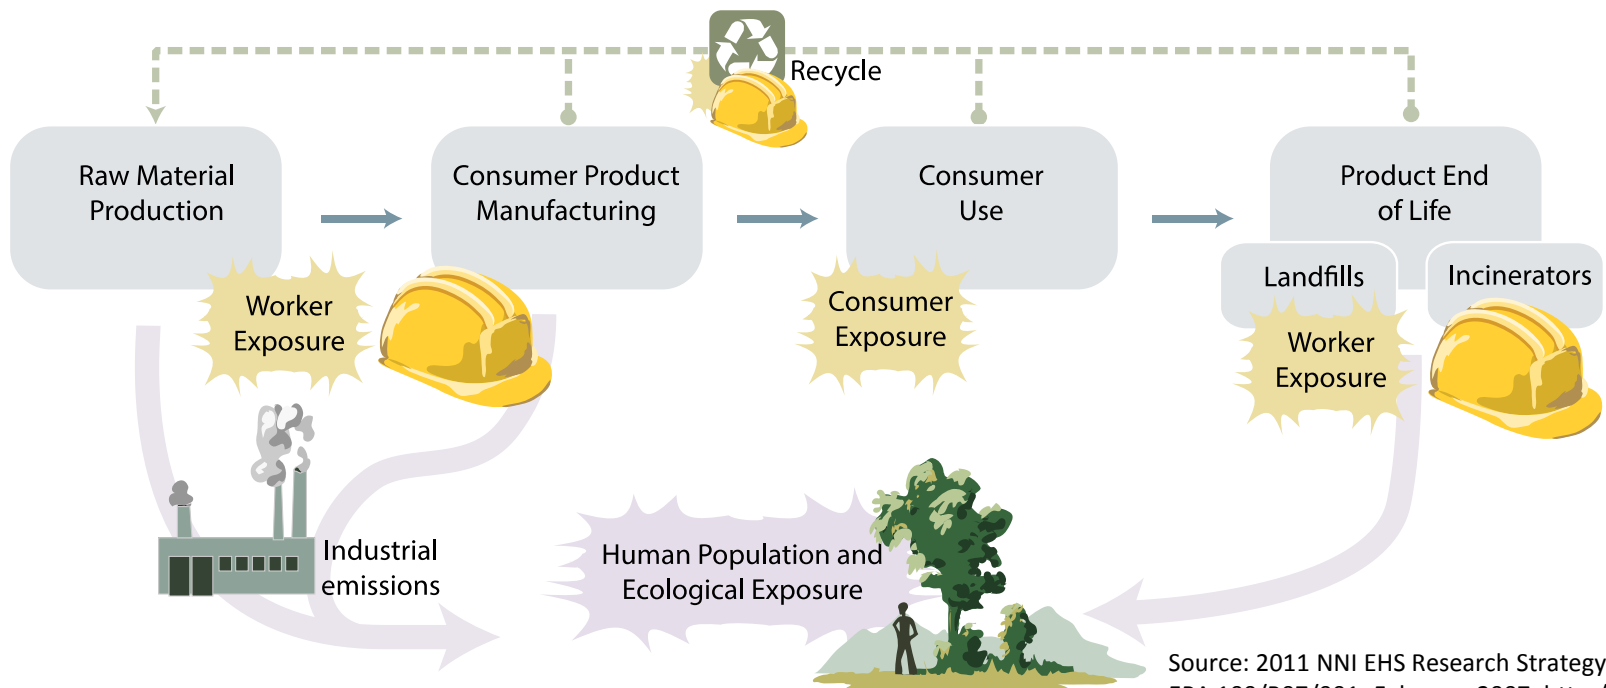 Recycle
Raw Material
Production
Consumer Product
Manufacturing
Consumer
Use
Product End
of Life
Landfills
Incinerators
Worker
Exposure
Consumer
Exposure
Worker
Exposure
Industrial
emissions
Human Population and
Ecological Exposure
Source: 2011 NNI EHS Research Strategy